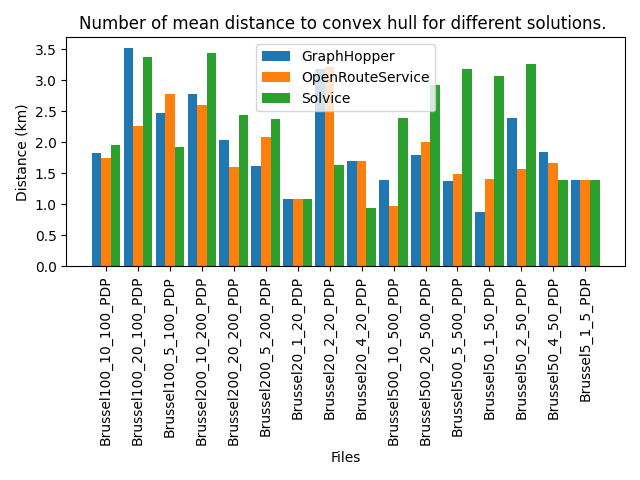 Number of mean distance to convex hull for different solutions.
GraphHopper
OpenRouteService
Solvice
Distance (km)
3.5
3.0
2.5
2.0
1.5
1.0
0.5
0.0
Brussel100_10_100_PDP
Brussel100_20_100_PDP
Brussel100_5_100_PDP
Brussel200_10_200_PDP
Brussel200_20_200_PDP
Brussel200_5_200_PDP
Brussel20_1_20_PDP
Brussel20_2_20_PDP
Brussel20_4_20_PDP
Brussel500_10_500_PDP
Brussel500_20_500_PDP
Brussel500_5_500_PDP
Brussel50_1_50_PDP
Brussel50_2_50_PDP
Brussel50_4_50_PDP
Brussel5_1_5_PDP
Files